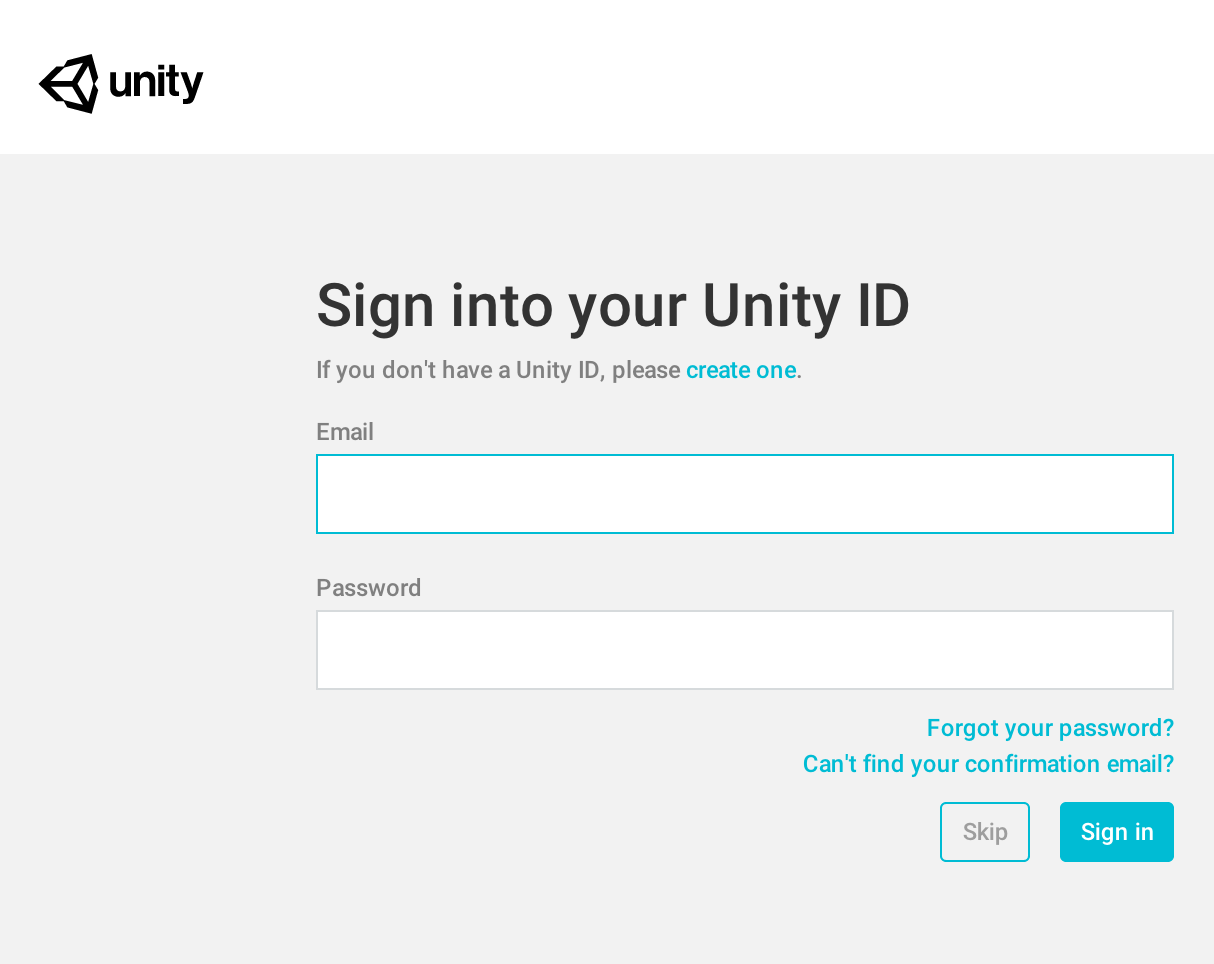 unity
Sign into your Unity ID
If you don't have a Unity ID, please create one.
Email
Password
Forgot your password?
Can't find your confirmation email?
Skip
Sign in